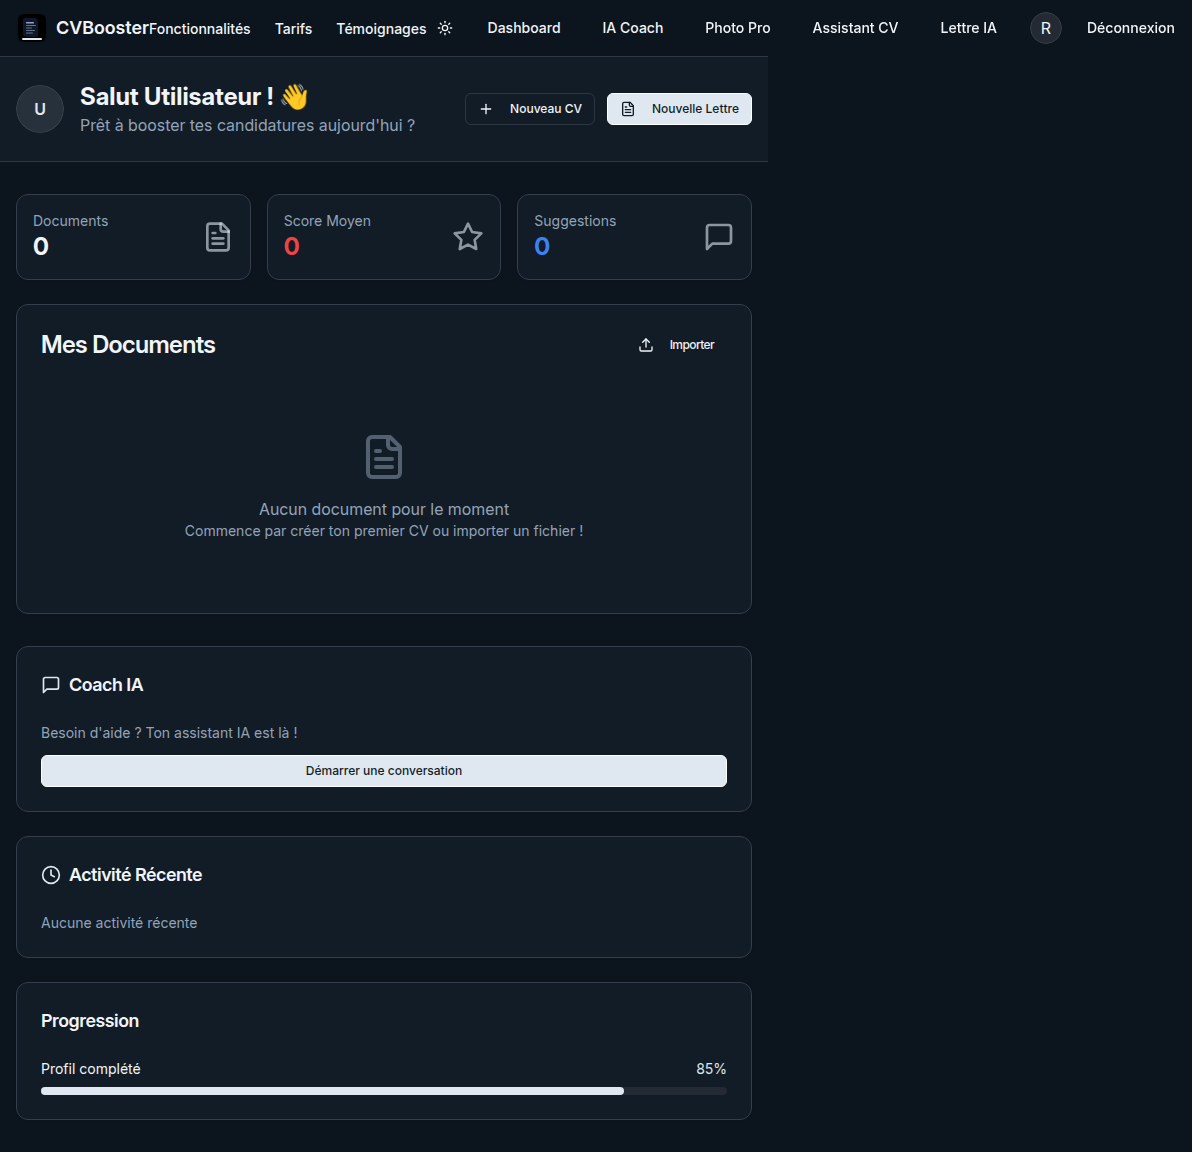 CVBooster Fonctionnalités Tarifs Témoignages Dashboard IA Coach Photo Pro Assistant CV Lettre IA R Déconnexion
U
Salut Utilisateur ! 👋
Prêt à booster tes candidatures aujourd'hui ?
Nouveau CV
Nouvelle Lettre
Documents
0
Score Moyen
0
Suggestions
0
Mes Documents
Importer
Aucun document pour le moment
Commence par créer ton premier CV ou importer un fichier !
Coach IA
Besoin d'aide ? Ton assistant IA est là !
Démarrer une conversation
Activité Récente
Aucune activité récente
Progression
Profil complété 85%